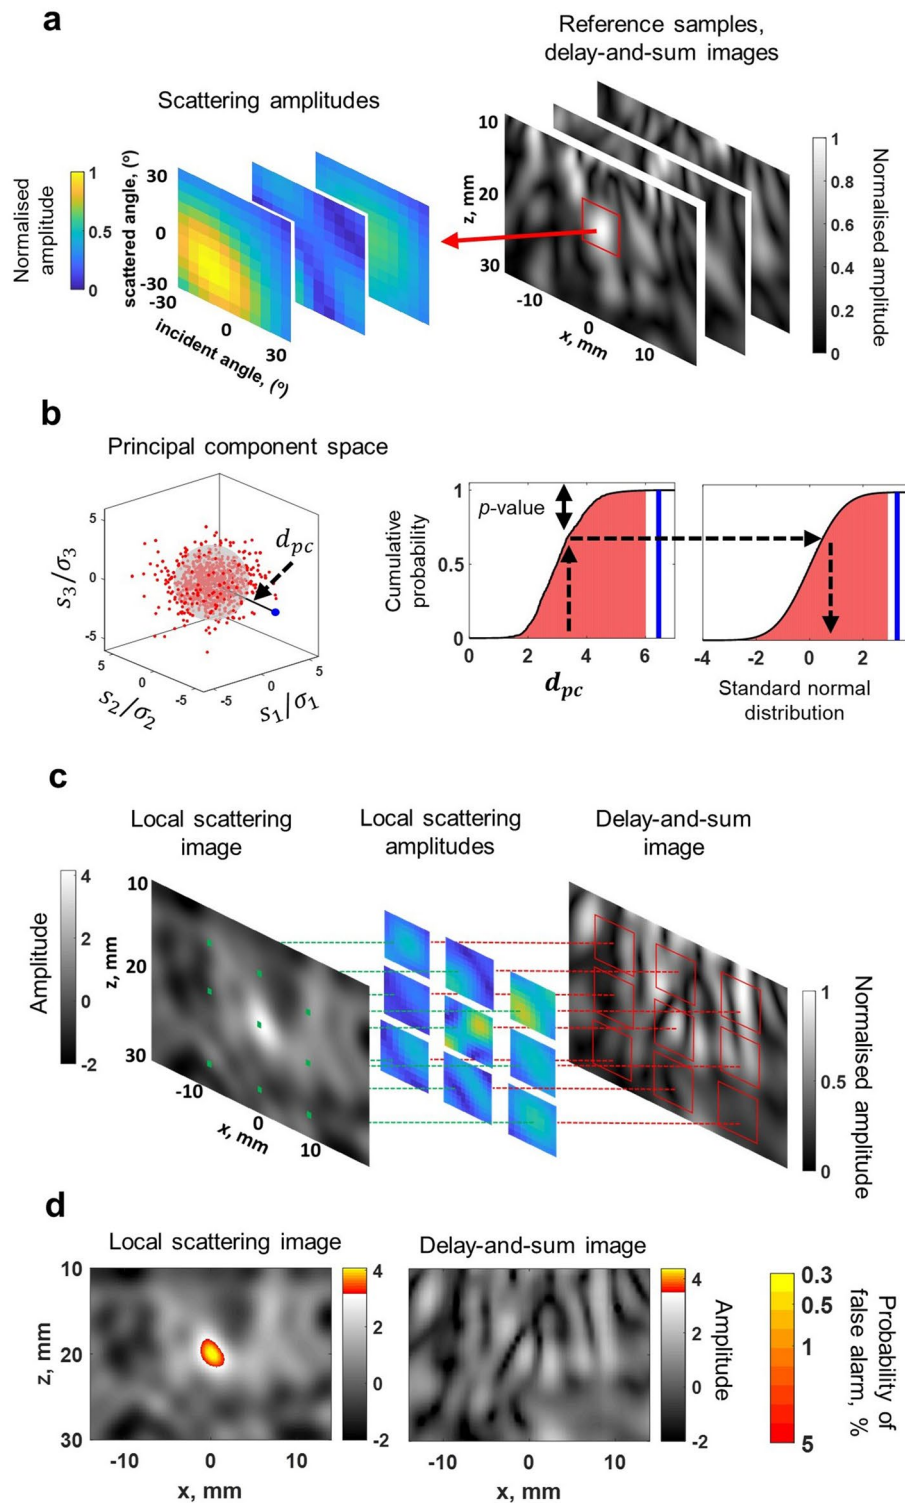 a
Reference samples,
delay-and-sum images
Scattering amplitudes
Normalised
amplitude
1
0.5
0
scattered angle, (º)
30
0
-30
-30
0
30
incident angle, (º)
z, mm
10
20
30
-10
0
10
x, mm
1
0.8
0.6
0.4
0.2
0
Normalised amplitude
b
Principal component space
s₃/σ₃
5
0
-5
d_pc
5
0
-5
s₂/σ₂
-5
0
5
s₁/σ₁
Cumulative
probability
1
0.5
0
p-value
0
2
4
6
d_pc
-4
-2
0
2
Standard normal
distribution
c
Local scattering
image
Local scattering
amplitudes
Delay-and-sum
image
Amplitude
4
2
0
-2
z, mm
10
20
30
-10
0
10
x, mm
1
0.5
0
Normalised amplitude
d
Local scattering image
z, mm
10
20
30
-10
0
10
x, mm
4
2
0
-2
Delay-and-sum image
-10
0
10
x, mm
4
2
0
-2
Amplitude
0.3
0.5
1
5
Probability of
false alarm, %